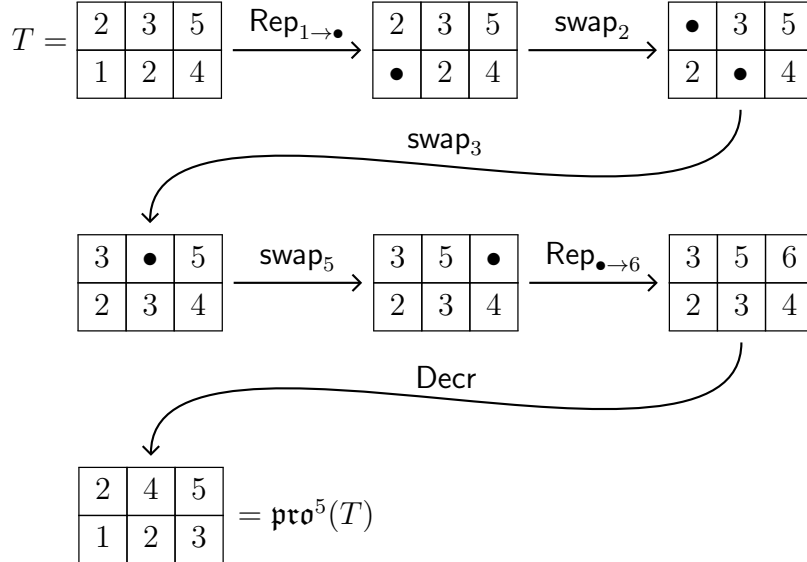 T = 2 3 5 Rep₁→• 2 3 5 swap₂ • 3 5
1 2 4 • 2 4 2 • 4
swap₃
3 • 5 swap₅ 3 5 • Rep•→₆ 3 5 6
2 3 4 2 3 4 2 3 4
Decr
2 4 5
1 2 3 = 𝔭𝔯𝔬⁵(T)